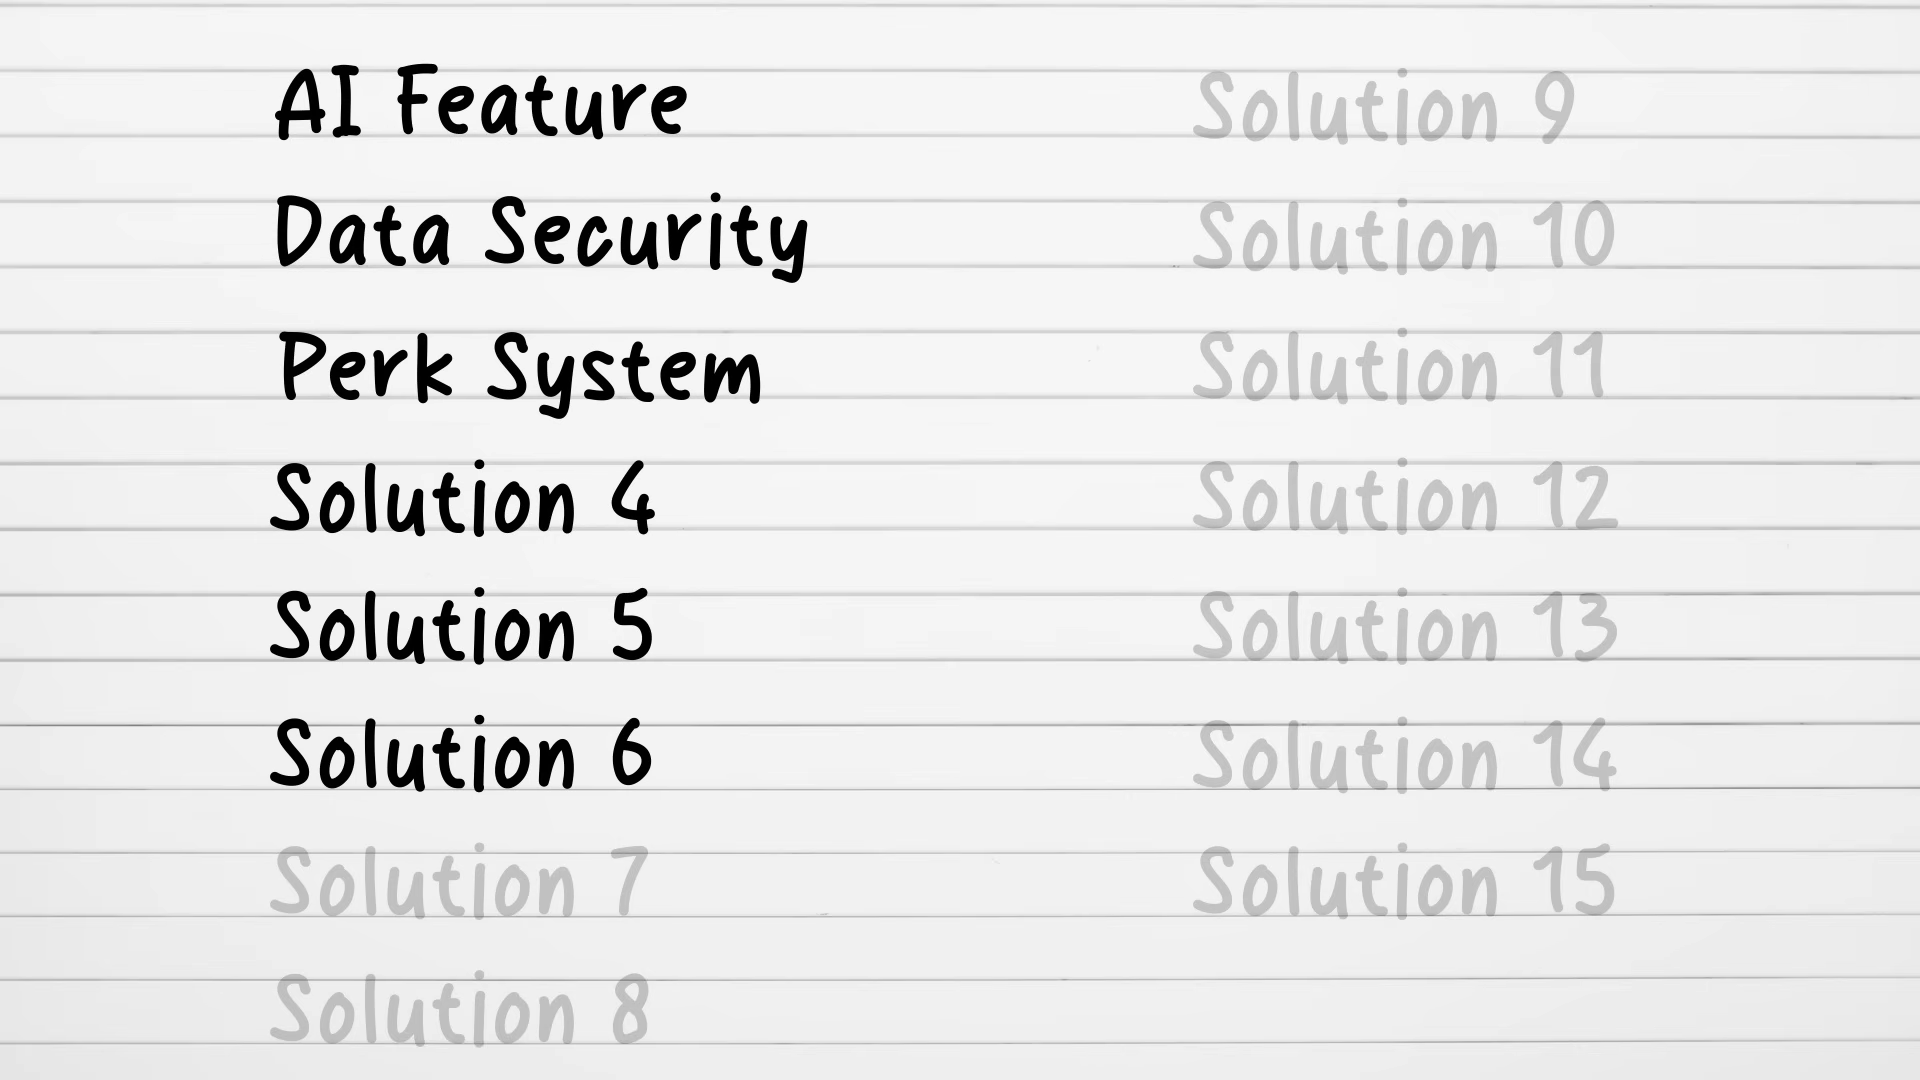 AI Feature
Data Security
Perk System
Solution 4
Solution 5
Solution 6
Solution 7
Solution 8
Solution 9
Solution 10
Solution 11
Solution 12
Solution 13
Solution 14
Solution 15